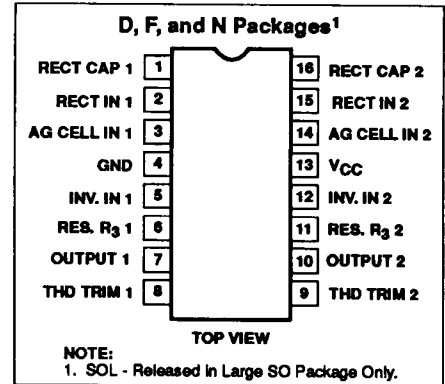 D, F, and N Packages1
RECT CAP 1 1 16 RECT CAP 2
RECT IN 1 2 15 RECT IN 2
AG CELL IN 1 3 14 AG CELL IN 2
GND 4 13 VCC
INV. IN 1 5 12 INV. IN 2
RES. R3 1 6 11 RES. R3 2
OUTPUT 1 7 10 OUTPUT 2
THD TRIM 1 8 9 THD TRIM 2
TOP VIEW
NOTE:
1. SOL - Released in Large SO Package Only.